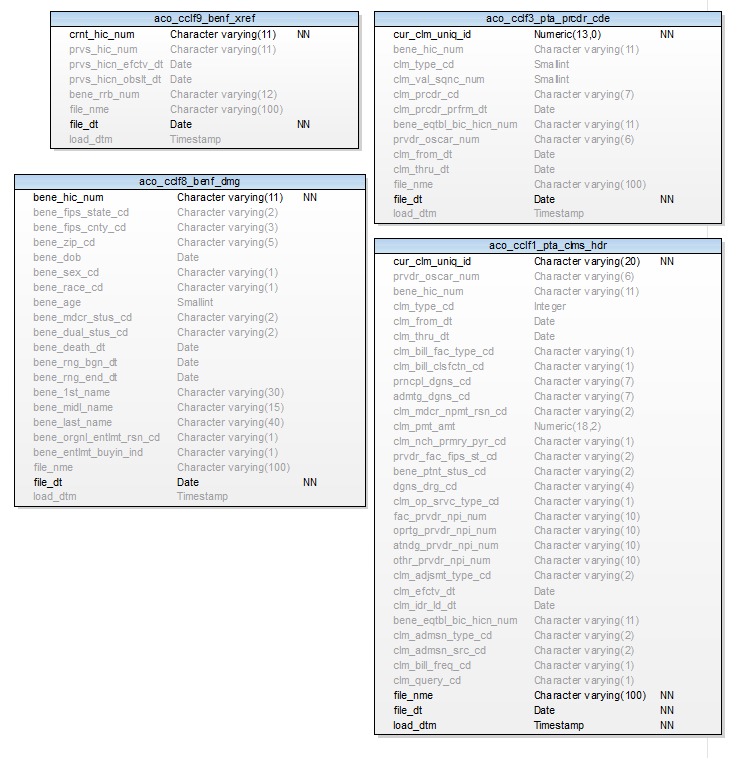 aco_cclf9_benf_xref
crnt_hic_num Character varying(11) NN
prvs_hic_num Character varying(11)
prvs_hicn_efctv_dt Date
prvs_hicn_obslt_dt Date
bene_rrb_num Character varying(12)
file_nme Character varying(100)
file_dt Date NN
load_dtm Timestamp
aco_cclf8_benf_dmg
bene_hic_num Character varying(11) NN
bene_fips_state_cd Character varying(2)
bene_fips_cnty_cd Character varying(3)
bene_zip_cd Character varying(5)
bene_dob Date
bene_sex_cd Character varying(1)
bene_race_cd Character varying(1)
bene_age Smallint
bene_mdcr_stus_cd Character varying(2)
bene_dual_stus_cd Character varying(2)
bene_death_dt Date
bene_rng_bgn_dt Date
bene_rng_end_dt Date
bene_1st_name Character varying(30)
bene_midl_name Character varying(15)
bene_last_name Character varying(40)
bene_orgnl_entlmt_rsn_cd Character varying(1)
bene_entlmt_buyin_ind Character varying(1)
file_nme Character varying(100)
file_dt Date NN
load_dtm Timestamp
aco_cclf3_pta_prcdr_cde
cur_clm_uniq_id Numeric(13,0) NN
bene_hic_num Character varying(11)
clm_type_cd Smallint
clm_val_sqnc_num Smallint
clm_prcdr_cd Character varying(7)
clm_prcdr_prfrm_dt Date
bene_eqtbl_bic_hicn_num Character varying(11)
prvdr_oscar_num Character varying(6)
clm_from_dt Date
clm_thru_dt Date
file_nme Character varying(100)
file_dt Date NN
load_dtm Timestamp
aco_cclf1_pta_clms_hdr
cur_clm_uniq_id Character varying(20) NN
prvdr_oscar_num Character varying(6)
bene_hic_num Character varying(11)
clm_type_cd Integer
clm_from_dt Date
clm_thru_dt Date
clm_bill_fac_type_cd Character varying(1)
clm_bill_clsfctn_cd Character varying(1)
prncpl_dgns_cd Character varying(7)
admtg_dgns_cd Character varying(7)
clm_mdcr_npmt_rsn_cd Character varying(2)
clm_pmt_amt Numeric(18,2)
clm_nch_prmry_pyr_cd Character varying(1)
prvdr_fac_fips_st_cd Character varying(2)
bene_ptnt_stus_cd Character varying(2)
dgns_drg_cd Character varying(4)
clm_op_srvc_type_cd Character varying(1)
fac_prvdr_npi_num Character varying(10)
oprtg_prvdr_npi_num Character varying(10)
atndg_prvdr_npi_num Character varying(10)
othr_prvdr_npi_num Character varying(10)
clm_adjsmt_type_cd Character varying(2)
clm_efctv_dt Date
clm_idr_ld_dt Date
bene_eqtbl_bic_hicn_num Character varying(11)
clm_admsn_type_cd Character varying(2)
clm_admsn_src_cd Character varying(2)
clm_bill_freq_cd Character varying(1)
clm_query_cd Character varying(1)
file_nme Character varying(100) NN
file_dt Date NN
load_dtm Timestamp NN